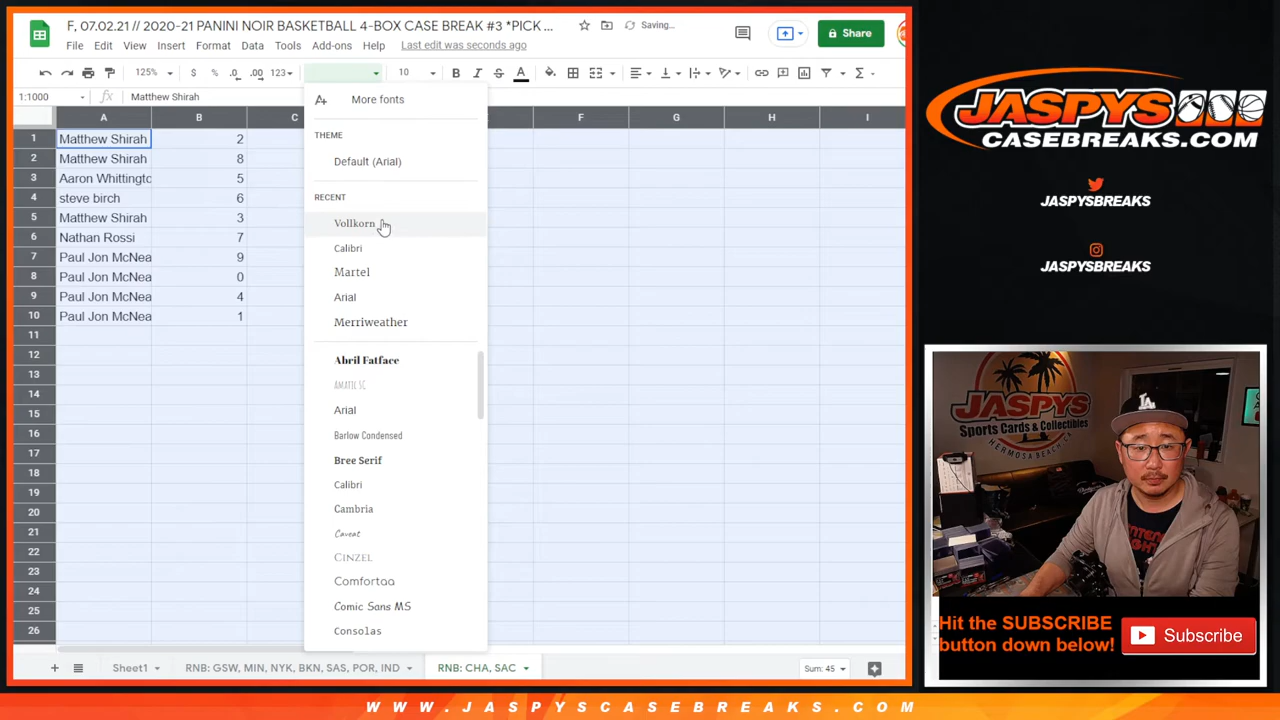 F, 07.02.21 // 2020-21 PANINI NOIR BASKETBALL 4-BOX CASE BREAK #3 *PICK ...
Saving...
File Edit View Insert Format Data Tools Add-ons Help Last edit was seconds ago
Share
125% $ % .0 .00 123 10 B I S A
1:1000 fx Matthew Shirah
A B C F G H I
1 Matthew Shirah 2
2 Matthew Shirah 8
3 Aaron Whittingto 5
4 steve birch 6
5 Matthew Shirah 3
6 Nathan Rossi 7
7 Paul Jon McNea 9
8 Paul Jon McNea 0
9 Paul Jon McNea 4
10 Paul Jon McNea 1
11
12
13
14
15
16
17
18
19
20
21
22
23
24
25
26
More fonts
THEME
Default (Arial)
RECENT
Vollkorn
Calibri
Martel
Arial
Merriweather
Abril Fatface
AMATIC SC
Arial
Barlow Condensed
Bree Serif
Calibri
Cambria
Caveat
CINZEL
Comfortaa
Comic Sans MS
Consolas
Sheet1 RNB: GSW, MIN, NYK, BKN, SAS, POR, IND RNB: CHA, SAC
Sum: 45
JASPYS
CASEBREAKS.COM
JASPYSBREAKS
JASPYSBREAKS
JASPYS
Sports Cards & Collectibles
HERMOSA BEACH CA
LA
Hit the SUBSCRIBE
button down below!
Subscribe
WWW.JASPYSCASEBREAKS.COM